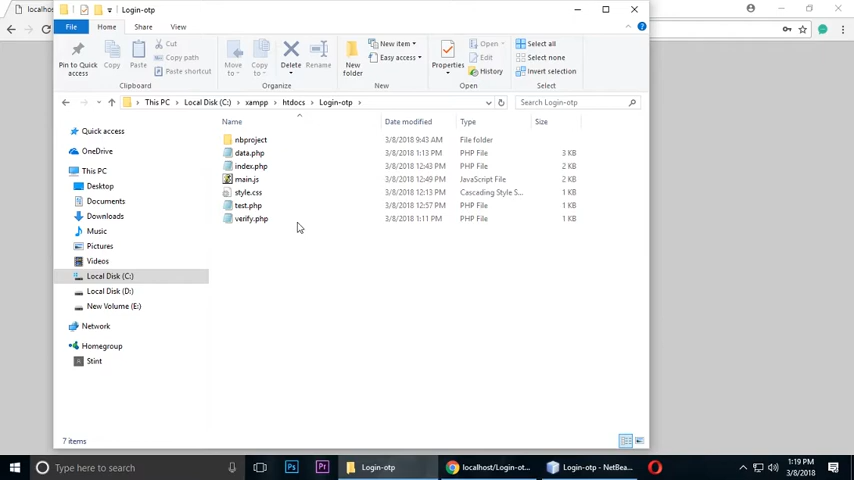 localhos
Login-otp
File Home Share View
Pin to Quick access
Copy
Paste
Cut
Copy path
Paste shortcut
Clipboard
Move to
Copy to
Delete
Rename
Organize
New folder
New item
Easy access
New
Properties
Open
Edit
History
Open
Select all
Select none
Invert selection
Select
This PC > Local Disk (C:) > xampp > htdocs > Login-otp >
Search Login-otp
Name Date modified Type Size
nbproject 3/8/2018 9:43 AM File folder
data.php 3/8/2018 1:13 PM PHP File 3 KB
index.php 3/8/2018 12:43 PM PHP File 2 KB
main.js 3/8/2018 12:49 PM JavaScript File 2 KB
style.css 3/8/2018 12:13 PM Cascading Style S... 1 KB
test.php 3/8/2018 12:57 PM PHP File 1 KB
verify.php 3/8/2018 1:11 PM PHP File 1 KB
Quick access
OneDrive
This PC
Desktop
Documents
Downloads
Music
Pictures
Videos
Local Disk (C:)
Local Disk (D:)
New Volume (E:)
Network
Homegroup
Stint
7 items
Type here to search
Ps
Pr
Login-otp
localhost/Login-ot...
Login-otp - NetBea...
1:19 PM
3/8/2018